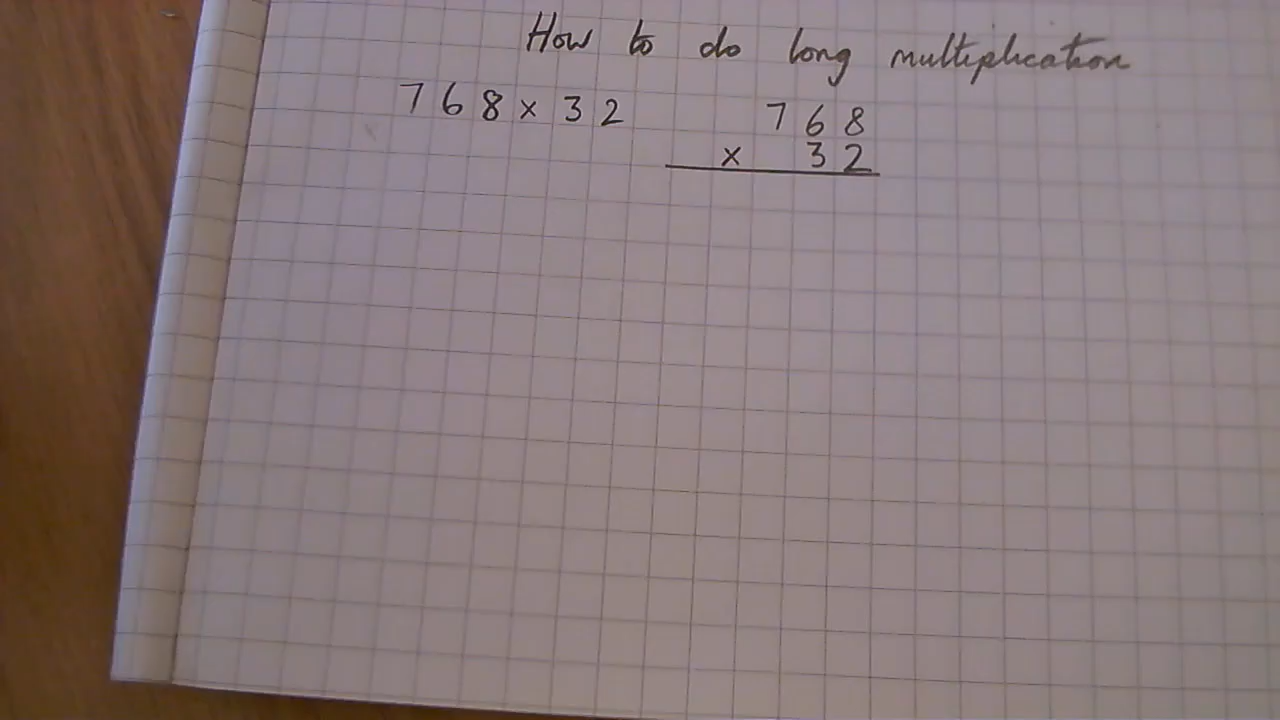 How to do long multiplication
768 × 32
768
× 32